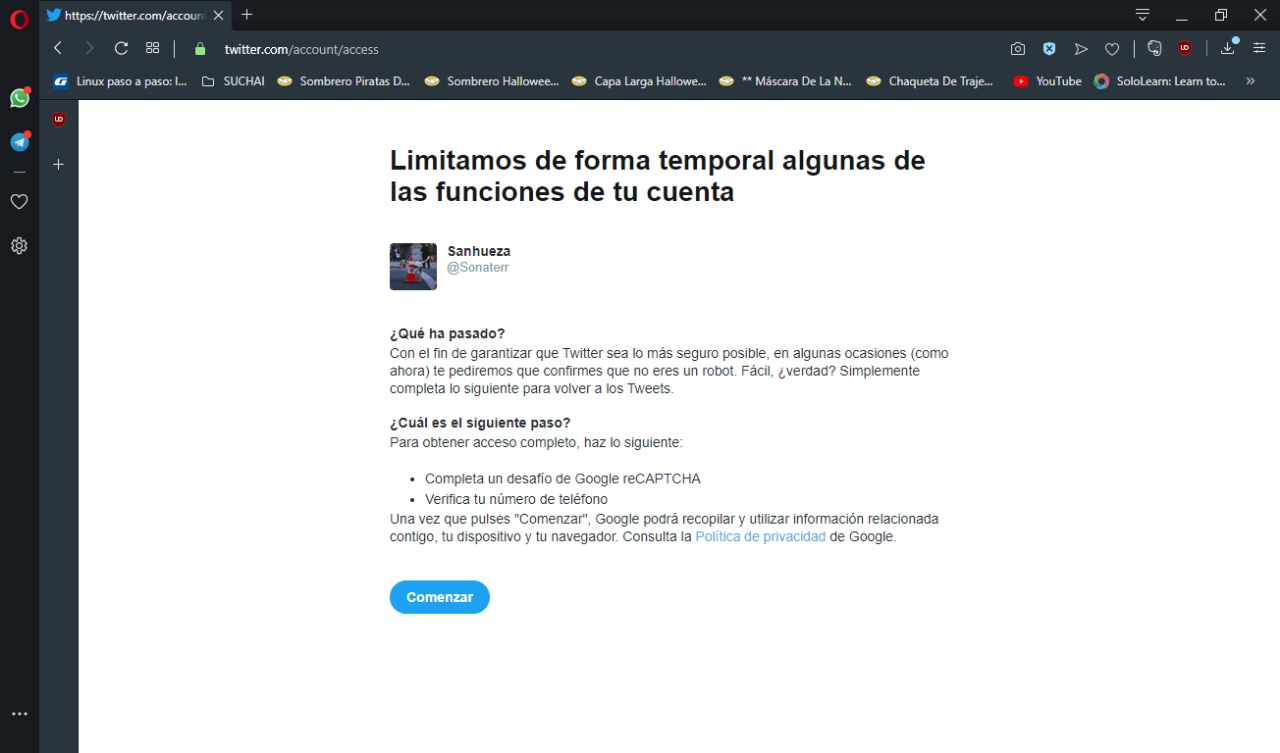 https://twitter.com/accoun
twitter.com/account/access
Linux paso a paso: l... SUCHAI Sombrero Piratas D... Sombrero Hallowee... Capa Larga Hallowe... ** Máscara De La N... Chaqueta De Traje... YouTube SoloLearn: Learn to... »
Limitamos de forma temporal algunas de
las funciones de tu cuenta
Sanhueza
@Sonaterr
¿Qué ha pasado?
Con el fin de garantizar que Twitter sea lo más seguro posible, en algunas ocasiones (como
ahora) te pediremos que confirmes que no eres un robot. Fácil, ¿verdad? Simplemente
completa lo siguiente para volver a los Tweets.
¿Cuál es el siguiente paso?
Para obtener acceso completo, haz lo siguiente:
• Completa un desafío de Google reCAPTCHA
• Verifica tu número de teléfono
Una vez que pulses "Comenzar", Google podrá recopilar y utilizar información relacionada
contigo, tu dispositivo y tu navegador. Consulta la Política de privacidad de Google.
Comenzar